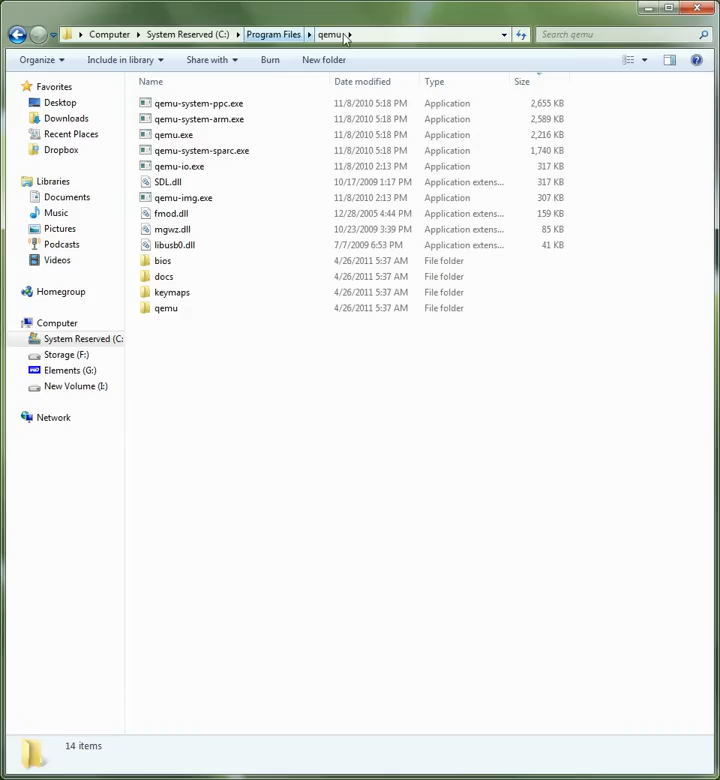 Computer System Reserved (C:) Program Files qemu Search qemu
Organize Include in library Share with Burn New folder
Favorites
Desktop
Downloads
Recent Places
Dropbox
Libraries
Documents
Music
Pictures
Podcasts
Videos
Homegroup
Computer
System Reserved (C:
Storage (F:)
Elements (G:)
New Volume (I:)
Network
Name Date modified Type Size
qemu-system-ppc.exe 11/8/2010 5:18 PM Application 2,655 KB
qemu-system-arm.exe 11/8/2010 5:18 PM Application 2,589 KB
qemu.exe 11/8/2010 5:18 PM Application 2,216 KB
qemu-system-sparc.exe 11/8/2010 5:18 PM Application 1,740 KB
qemu-io.exe 11/8/2010 2:13 PM Application 317 KB
SDL.dll 10/17/2009 1:17 PM Application extens... 317 KB
qemu-img.exe 11/8/2010 2:13 PM Application 307 KB
fmod.dll 12/28/2005 4:44 PM Application extens... 159 KB
mgwz.dll 10/23/2009 3:39 PM Application extens... 85 KB
libusb0.dll 7/7/2009 6:53 PM Application extens... 41 KB
bios 4/26/2011 5:37 AM File folder
docs 4/26/2011 5:37 AM File folder
keymaps 4/26/2011 5:37 AM File folder
qemu 4/26/2011 5:37 AM File folder
14 items